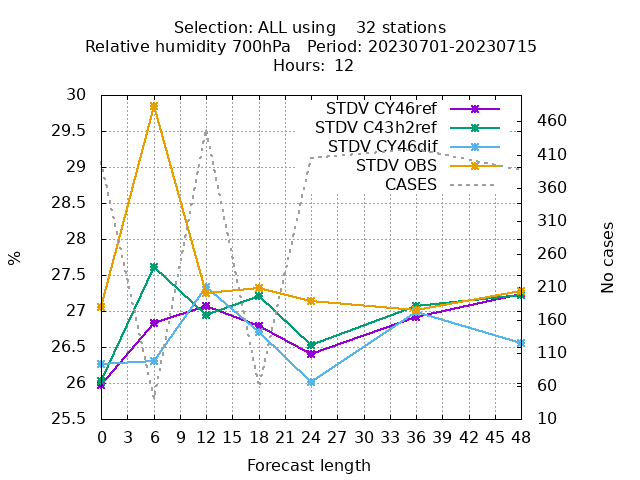 Selection: ALL using    32 stations
Relative humidity 700hPa   Period: 20230701-20230715
Hours:  12
STDV CY46ref
STDV C43h2ref
STDV CY46dif
STDV OBS
CASES
30
29.5
29
28.5
28
27.5
27
26.5
26
25.5
%
460
410
360
310
260
210
160
110
60
10
No cases
0 3 6 9 12 15 18 21 24 27 30 33 36 39 42 45 48
Forecast length